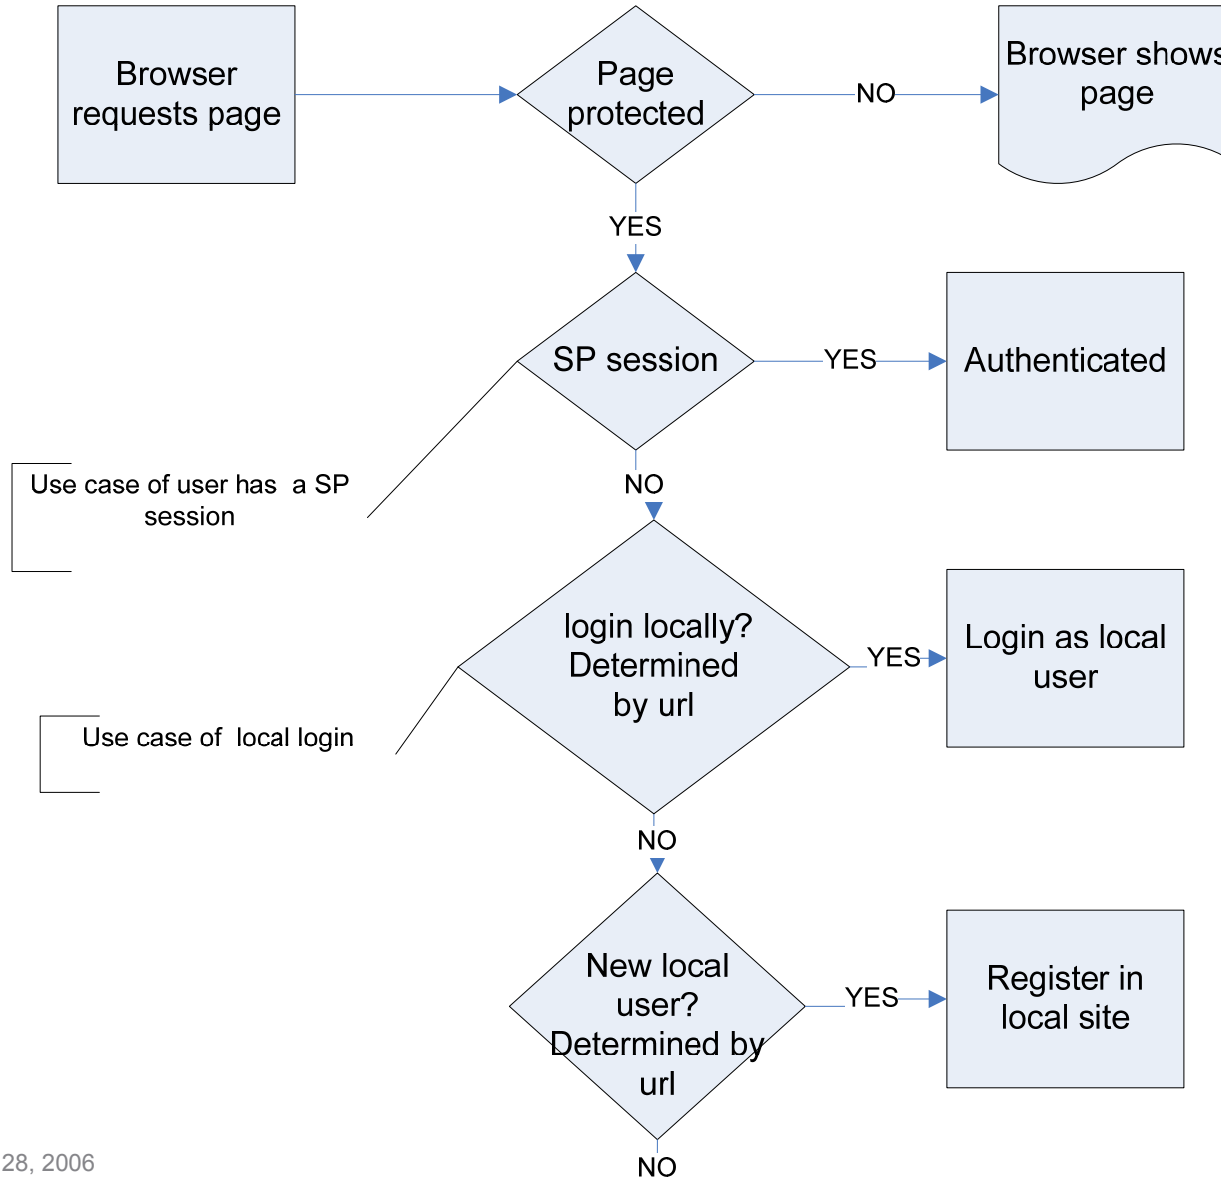 Browser
requests page
Page
protected
NO
Browser shows
page
YES
SP session
YES
Authenticated
Use case of user has  a SP
session
NO
login locally?
Determined
by url
YES
Login as local
user
Use case of  local login
NO
New local
user?
Determined by
url
YES
Register in
local site
NO
28, 2006